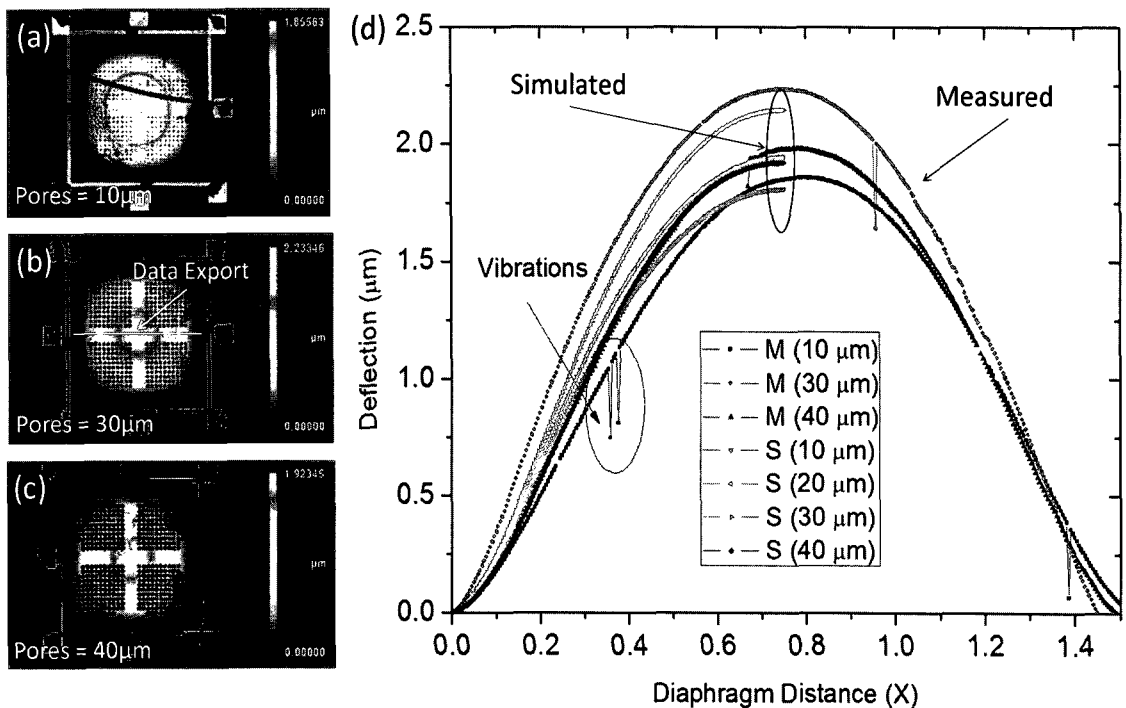 (a)
1.85563
µm
0.00000
Pores = 10µm
(b)
2.23346
Data Export
µm
0.00000
Pores = 30µm
(c)
1.92345
µm
0.00000
Pores = 40µm
(d)
2.5
2.0
1.5
1.0
0.5
0.0
Deflection (µm)
Simulated
Measured
Vibrations
M (10 µm)
M (30 µm)
M (40 µm)
S (10 µm)
S (20 µm)
S (30 µm)
S (40 µm)
0.0 0.2 0.4 0.6 0.8 1.0 1.2 1.4
Diaphragm Distance (X)